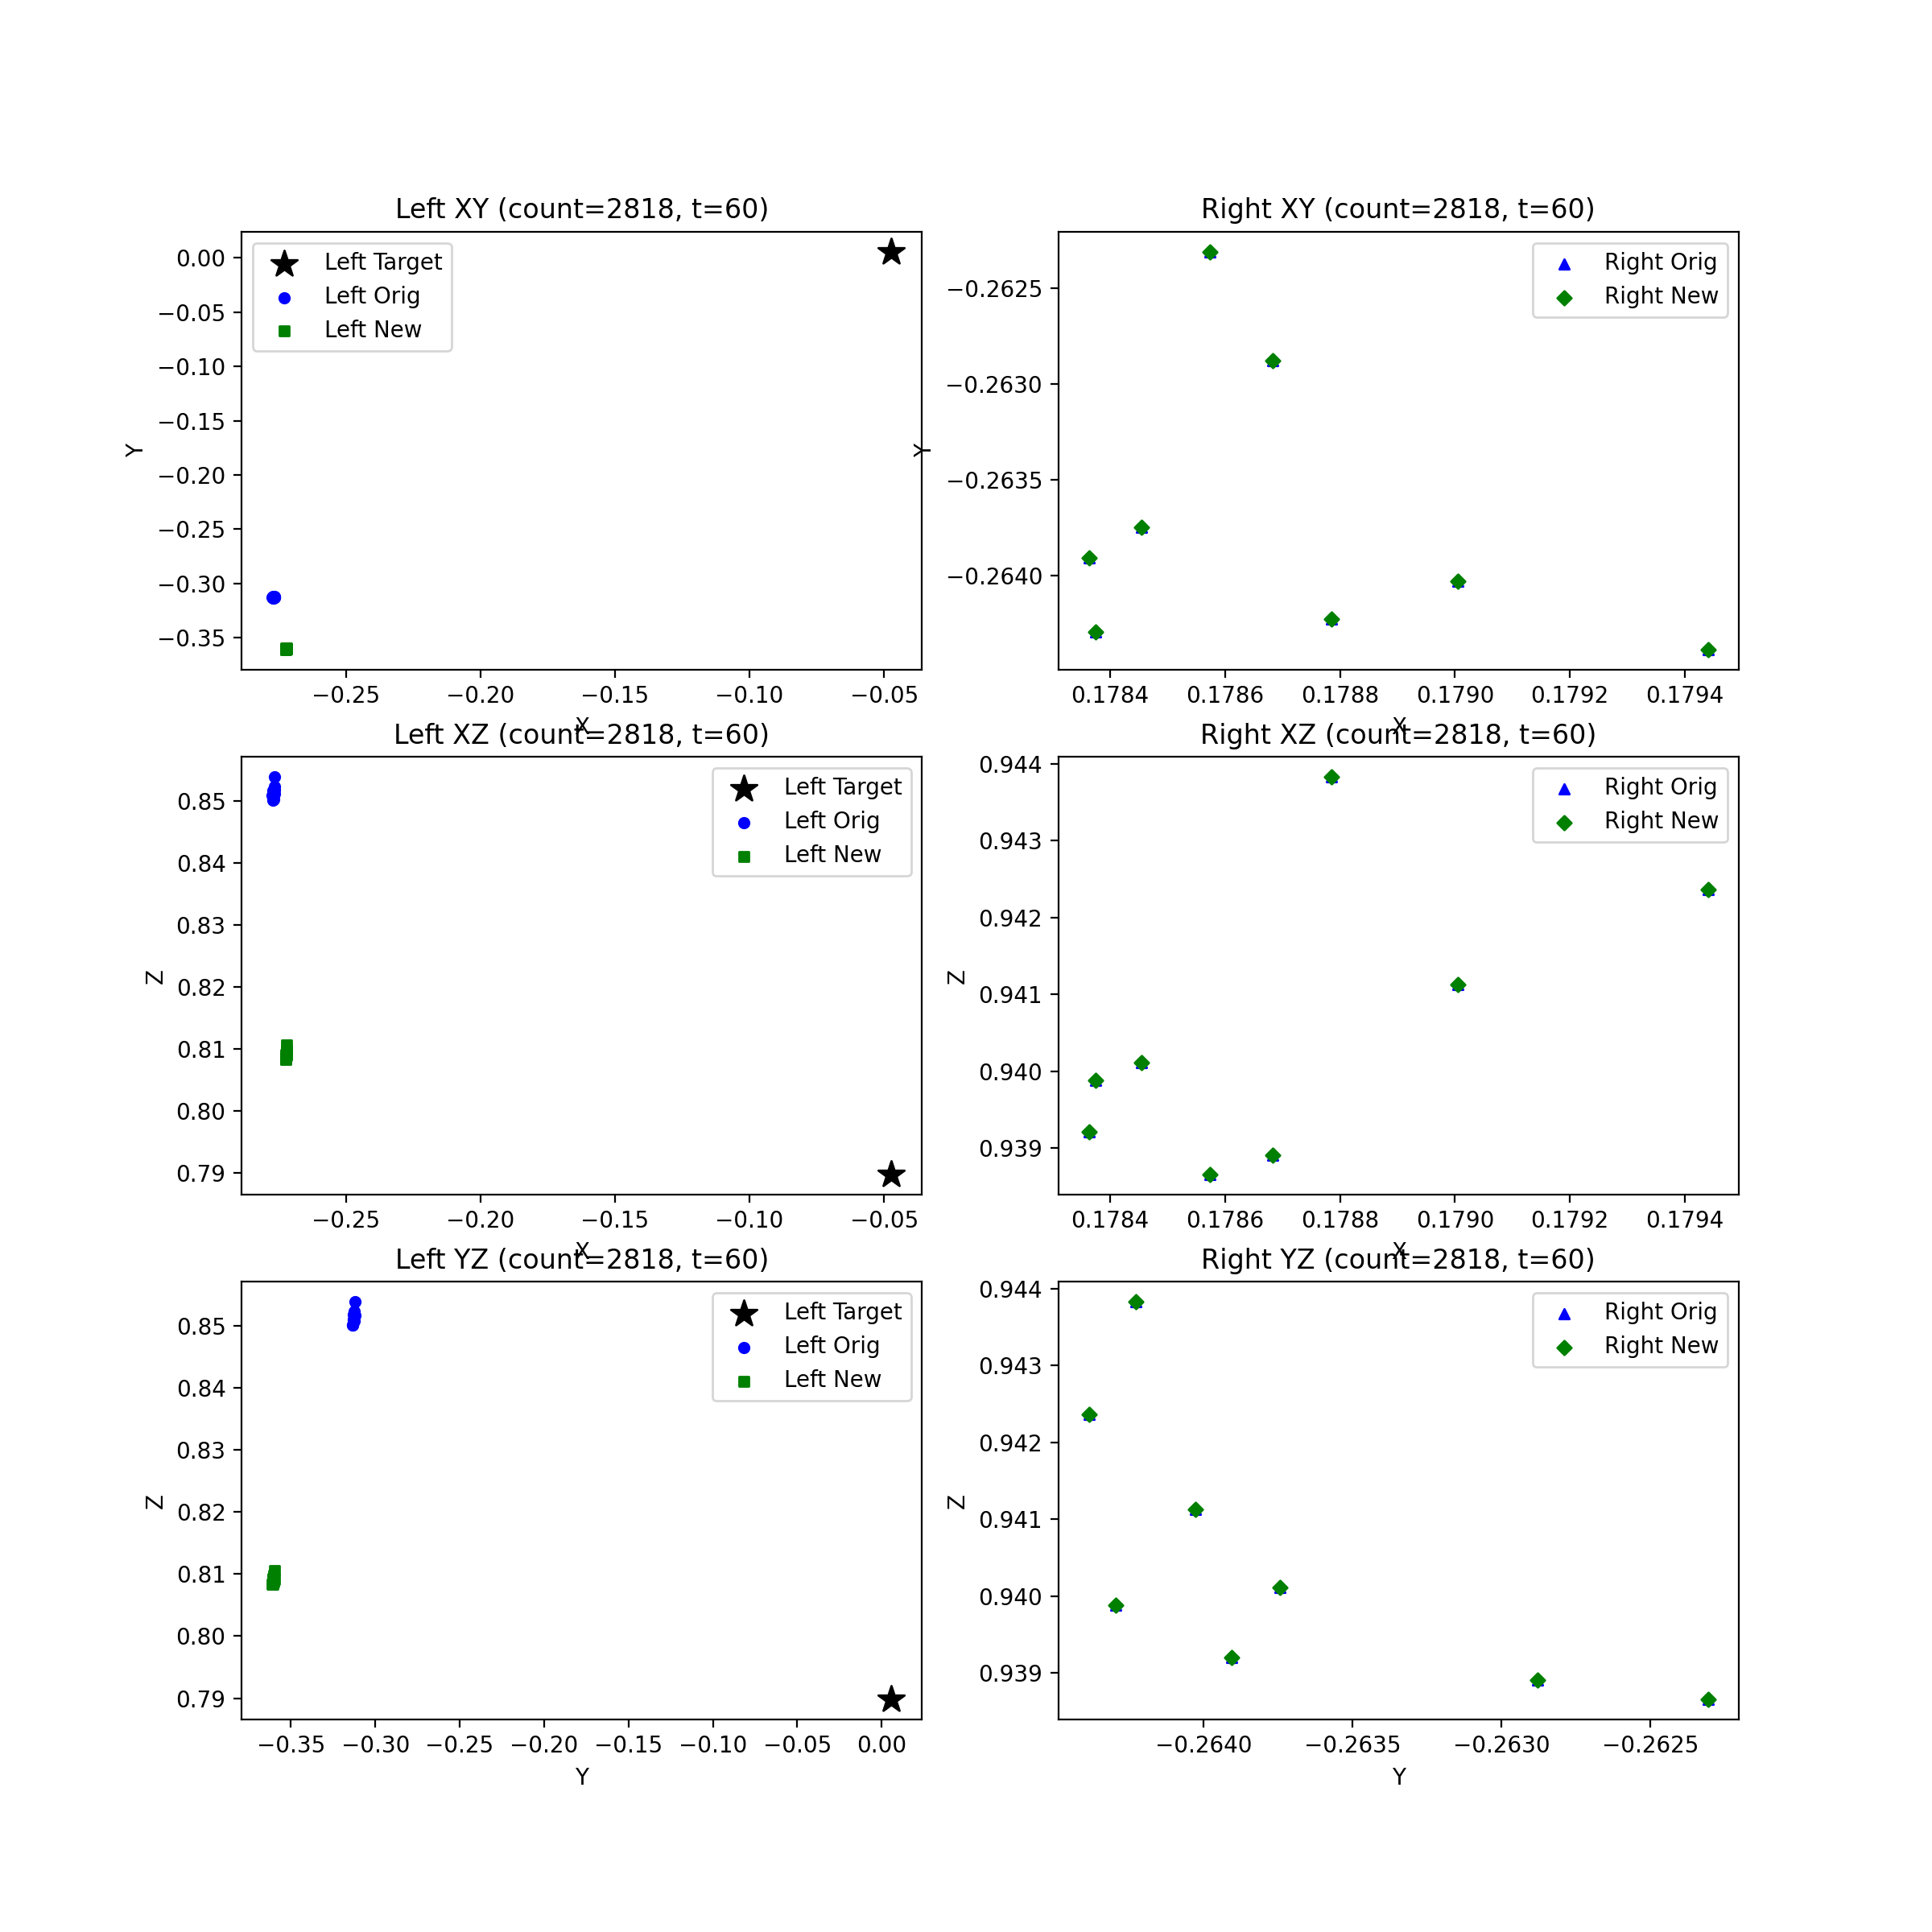 Left XY (count=2818, t=60)
Left Target
Left Orig
Left New
0.00
−0.05
−0.10
−0.15
−0.20
−0.25
−0.30
−0.35
Y
−0.25
−0.20
−0.15
−0.10
−0.05
X
Right XY (count=2818, t=60)
Right Orig
Right New
−0.2625
−0.2630
−0.2635
−0.2640
Y
0.1784
0.1786
0.1788
0.1790
0.1792
0.1794
X
Left XZ (count=2818, t=60)
Left Target
Left Orig
Left New
0.85
0.84
0.83
0.82
0.81
0.80
0.79
Z
−0.25
−0.20
−0.15
−0.10
−0.05
X
Right XZ (count=2818, t=60)
Right Orig
Right New
0.944
0.943
0.942
0.941
0.940
0.939
Z
0.1784
0.1786
0.1788
0.1790
0.1792
0.1794
X
Left YZ (count=2818, t=60)
Left Target
Left Orig
Left New
0.85
0.84
0.83
0.82
0.81
0.80
0.79
Z
−0.35
−0.30
−0.25
−0.20
−0.15
−0.10
−0.05
0.00
Y
Right YZ (count=2818, t=60)
Right Orig
Right New
0.944
0.943
0.942
0.941
0.940
0.939
Z
−0.2640
−0.2635
−0.2630
−0.2625
Y